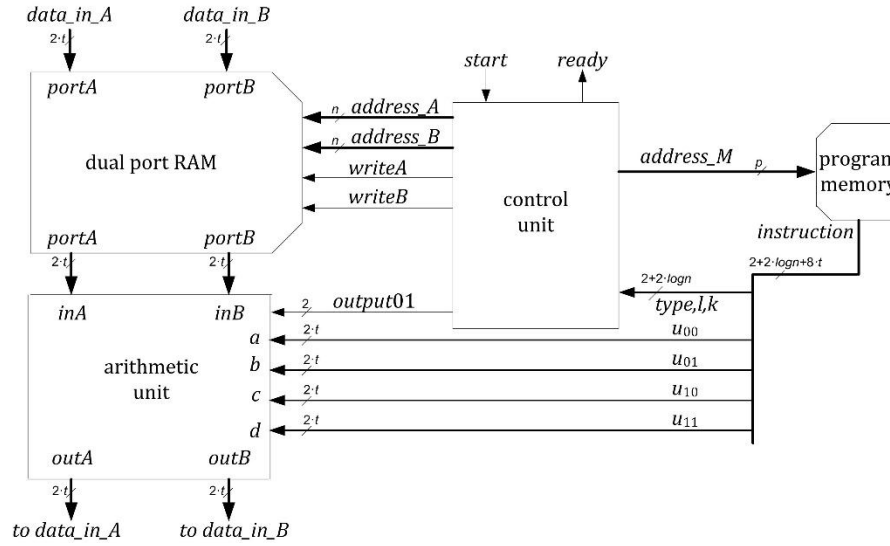 data_in_A data_in_B
2·t 2·t
start ready
portA portB
n address_A
n address_B
dual port RAM
writeA
writeB
address_M
p
program
memory
control
unit
portA portB
2·t 2·t
instruction
2+2·logn+8·t
2+2·logn
type,l,k
inA inB
2 output01
a 2·t u₀₀
b 2·t u₀₁
arithmetic
unit
c 2·t u₁₀
d 2·t u₁₁
outA outB
2·t 2·t
to data_in_A to data_in_B